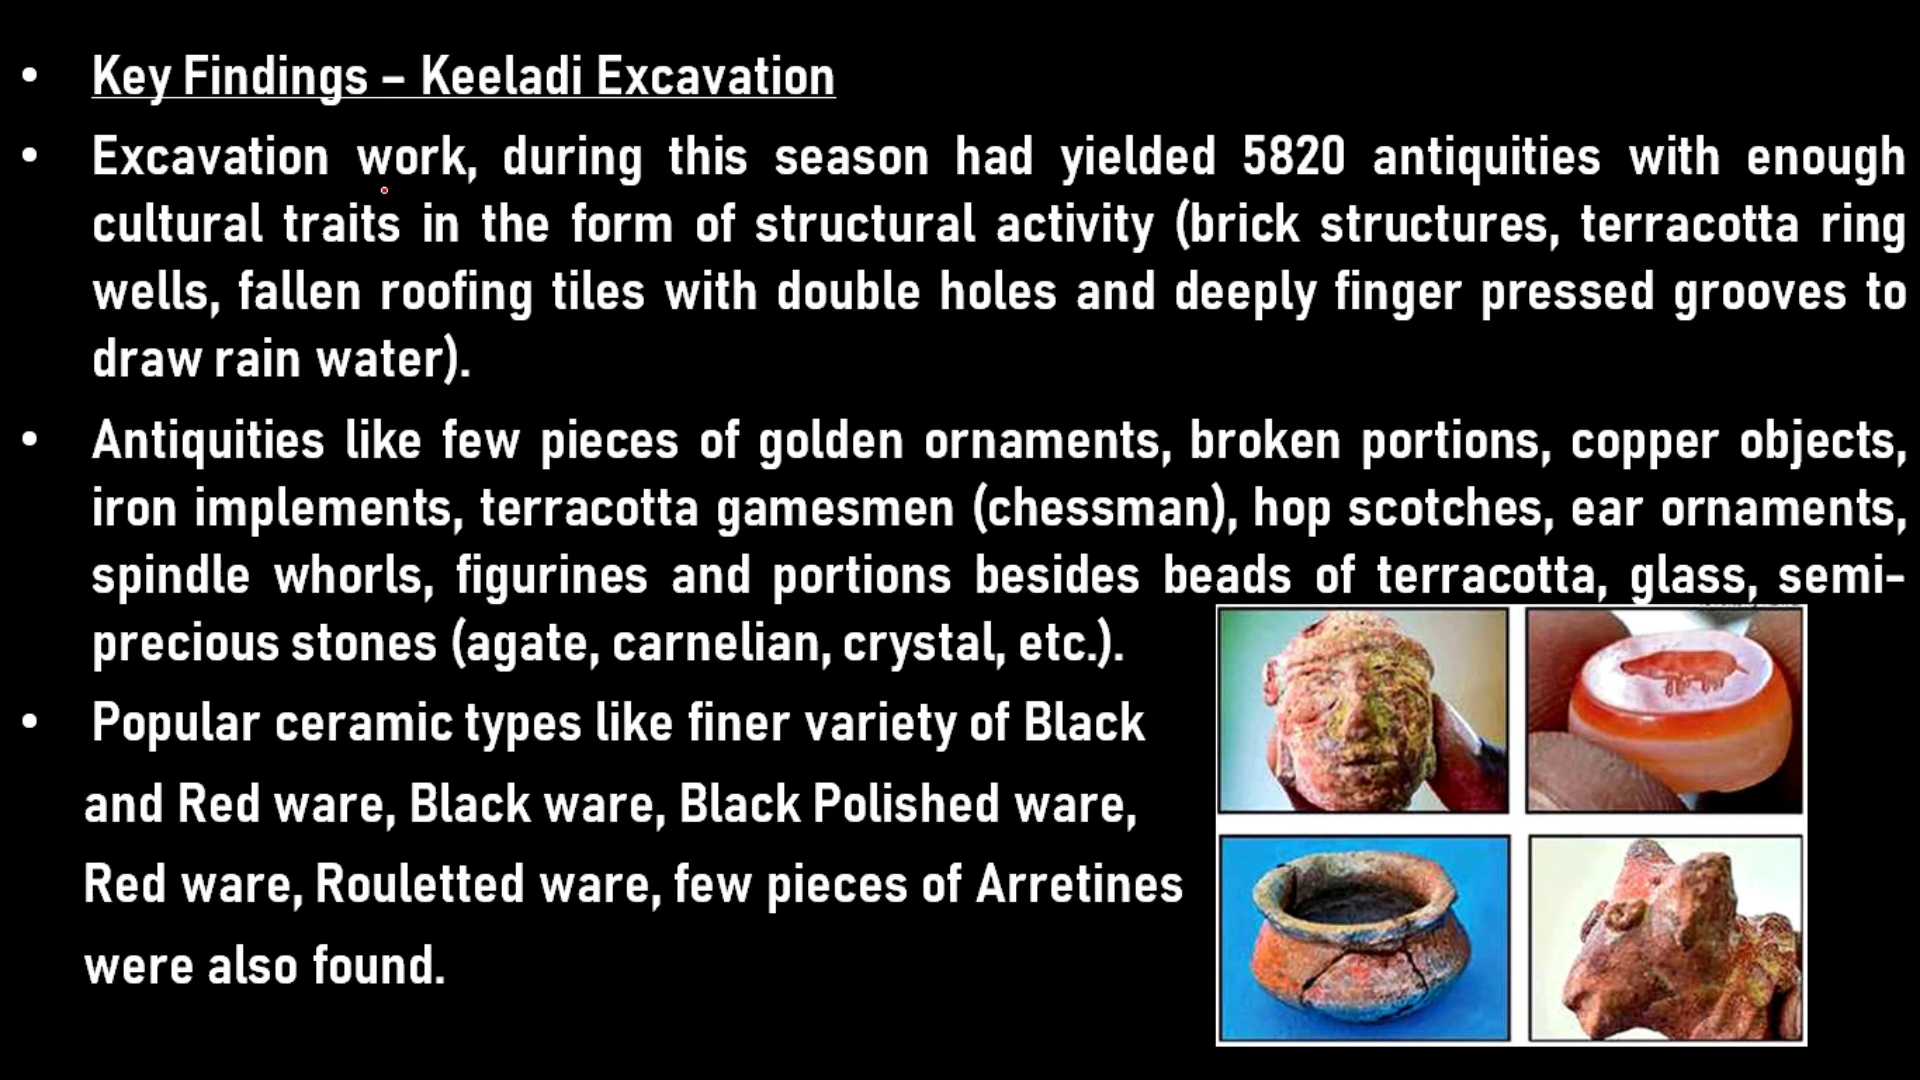 • Key Findings – Keeladi Excavation
• Excavation work, during this season had yielded 5820 antiquities with enough
cultural traits in the form of structural activity (brick structures, terracotta ring
wells, fallen roofing tiles with double holes and deeply finger pressed grooves to
draw rain water).
• Antiquities like few pieces of golden ornaments, broken portions, copper objects,
iron implements, terracotta gamesmen (chessman), hop scotches, ear ornaments,
spindle whorls, figurines and portions besides beads of terracotta, glass, semi-
precious stones (agate, carnelian, crystal, etc.).
• Popular ceramic types like finer variety of Black
and Red ware, Black ware, Black Polished ware,
Red ware, Rouletted ware, few pieces of Arretines
were also found.